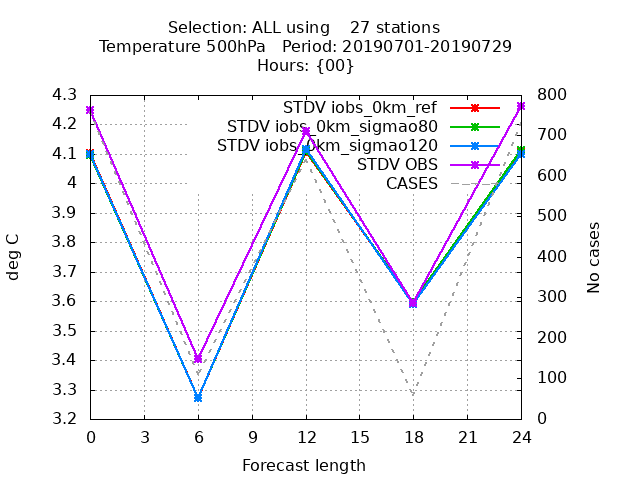 Selection: ALL using    27 stations
Temperature 500hPa   Period: 20190701-20190729
Hours: {00}
4.3
4.2
4.1
4
3.9
3.8
3.7
3.6
3.5
3.4
3.3
3.2
deg C
STDV iobs_0km_ref
STDV iobs_0km_sigmao80
STDV iobs_0km_sigmao120
STDV OBS
CASES
800
700
600
500
400
300
200
100
0
No cases
0 3 6 9 12 15 18 21 24
Forecast length